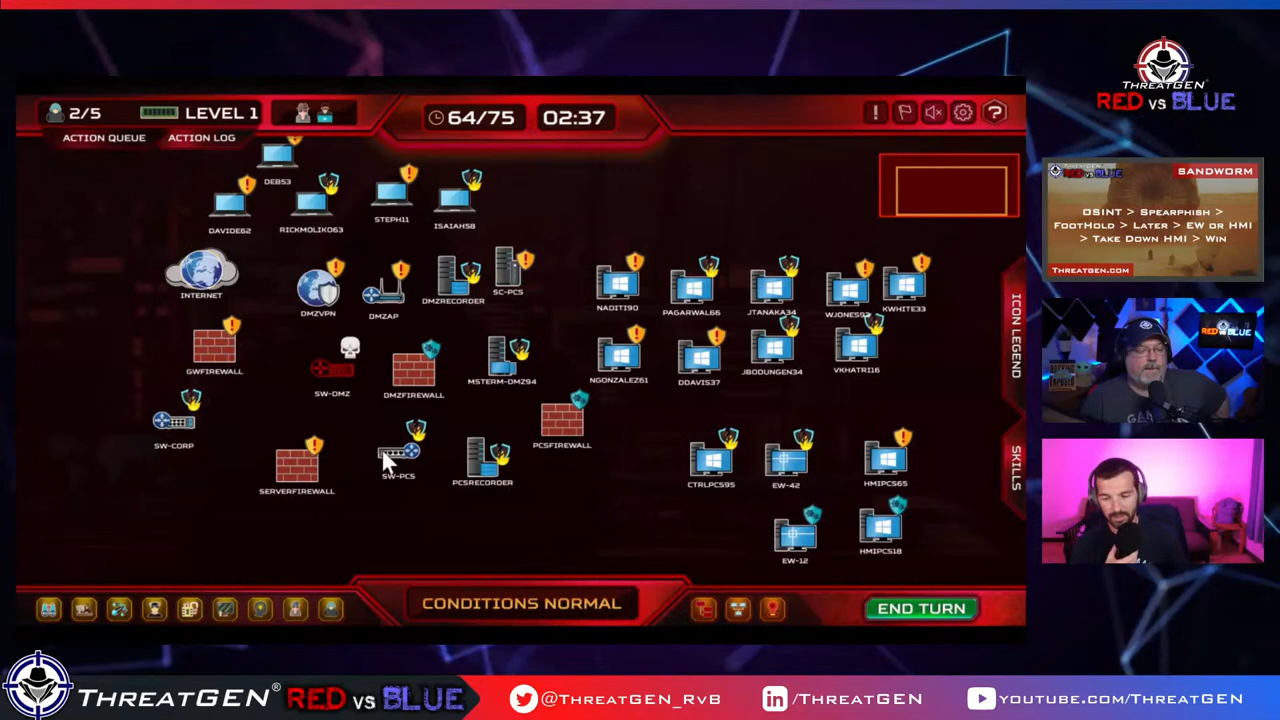 2/5
LEVEL 1
64/75
02:37
!
?
ACTION QUEUE
ACTION LOG
DEB53
DAVIDE62
RICKMOLIKO63
STEPH11
ISAIAH58
INTERNET
DMZVPN
DMZAP
DMZRECORDER
SC-PCS
NADITI90
PAGARWAL66
JTANAKA34
KWHITE33
GWFIREWALL
SW-DMZ
DMZFIREWALL
MSTERM-DMZ94
NGONZALEZ61
DDAVIS37
JBODUNGEN34
VKHATRI16
SW-CORP
SERVERFIREWALL
SW-PCS
PCSRECORDER
PCSFIREWALL
CTRLPCS95
EW-42
HMIPCS65
EW-12
HMIPCS18
ICON LEGEND
SKILLS
CONDITIONS NORMAL
END TURN
THREATGEN®
RED vs BLUE
SANDWORM
OSINT > SPEARPHISH >
FOOTHOLD > LATER > EW OR HMI
> TAKE DOWN HMI > WIN
THREATGEN.COM
THREATGEN® RED vs BLUE
@THREATGEN_RVB
/THREATGEN
YOUTUBE.COM/THREATGEN